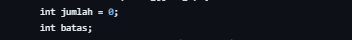 int jumlah = 0;
int batas;